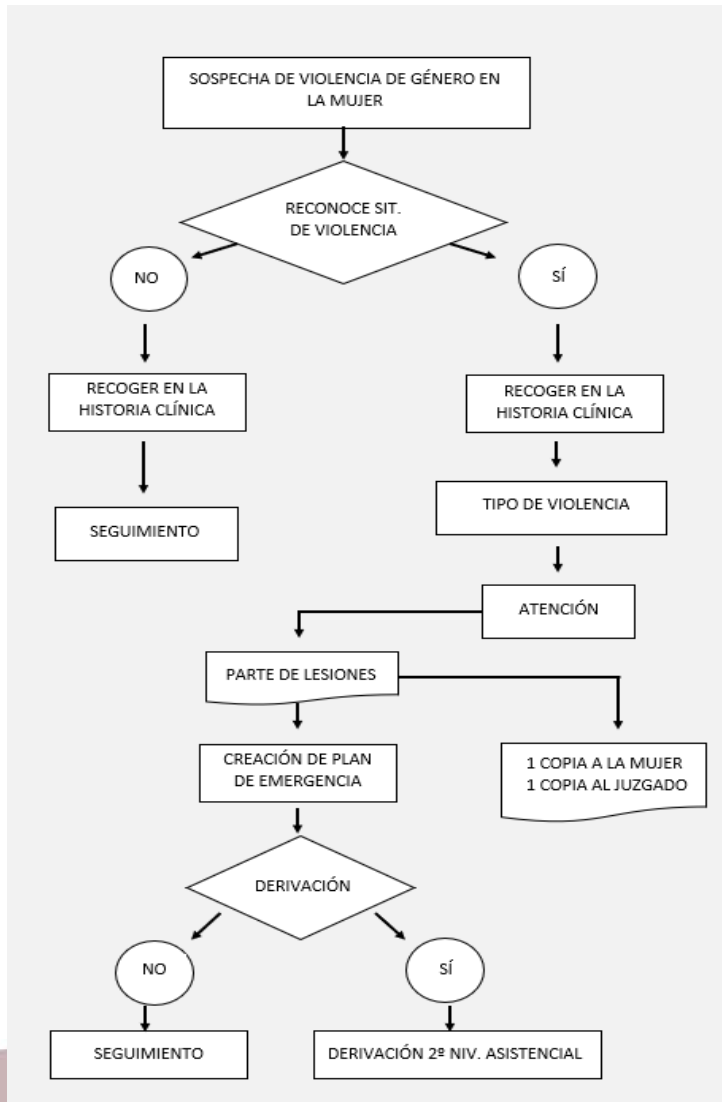 SOSPECHA DE VIOLENCIA DE GÉNERO EN
LA MUJER
RECONOCE SIT.
DE VIOLENCIA
NO
SÍ
RECOGER EN LA
HISTORIA CLÍNICA
RECOGER EN LA
HISTORIA CLÍNICA
TIPO DE VIOLENCIA
SEGUIMIENTO
ATENCIÓN
PARTE DE LESIONES
CREACIÓN DE PLAN
DE EMERGENCIA
1 COPIA A LA MUJER
1 COPIA AL JUZGADO
DERIVACIÓN
NO
SÍ
SEGUIMIENTO
DERIVACIÓN 2º NIV. ASISTENCIAL